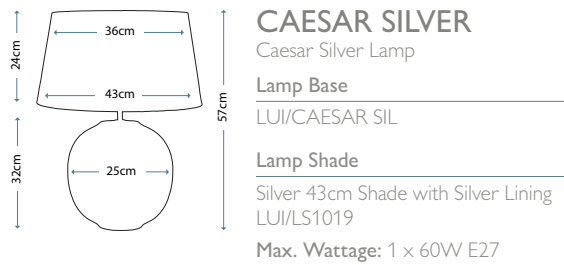 36cm
24cm
43cm
57cm
32cm
25cm
CAESAR SILVER
Caesar Silver Lamp
Lamp Base
LUI/CAESAR SIL
Lamp Shade
Silver 43cm Shade with Silver Lining
LUI/LS1019
Max. Wattage: 1 x 60W E27